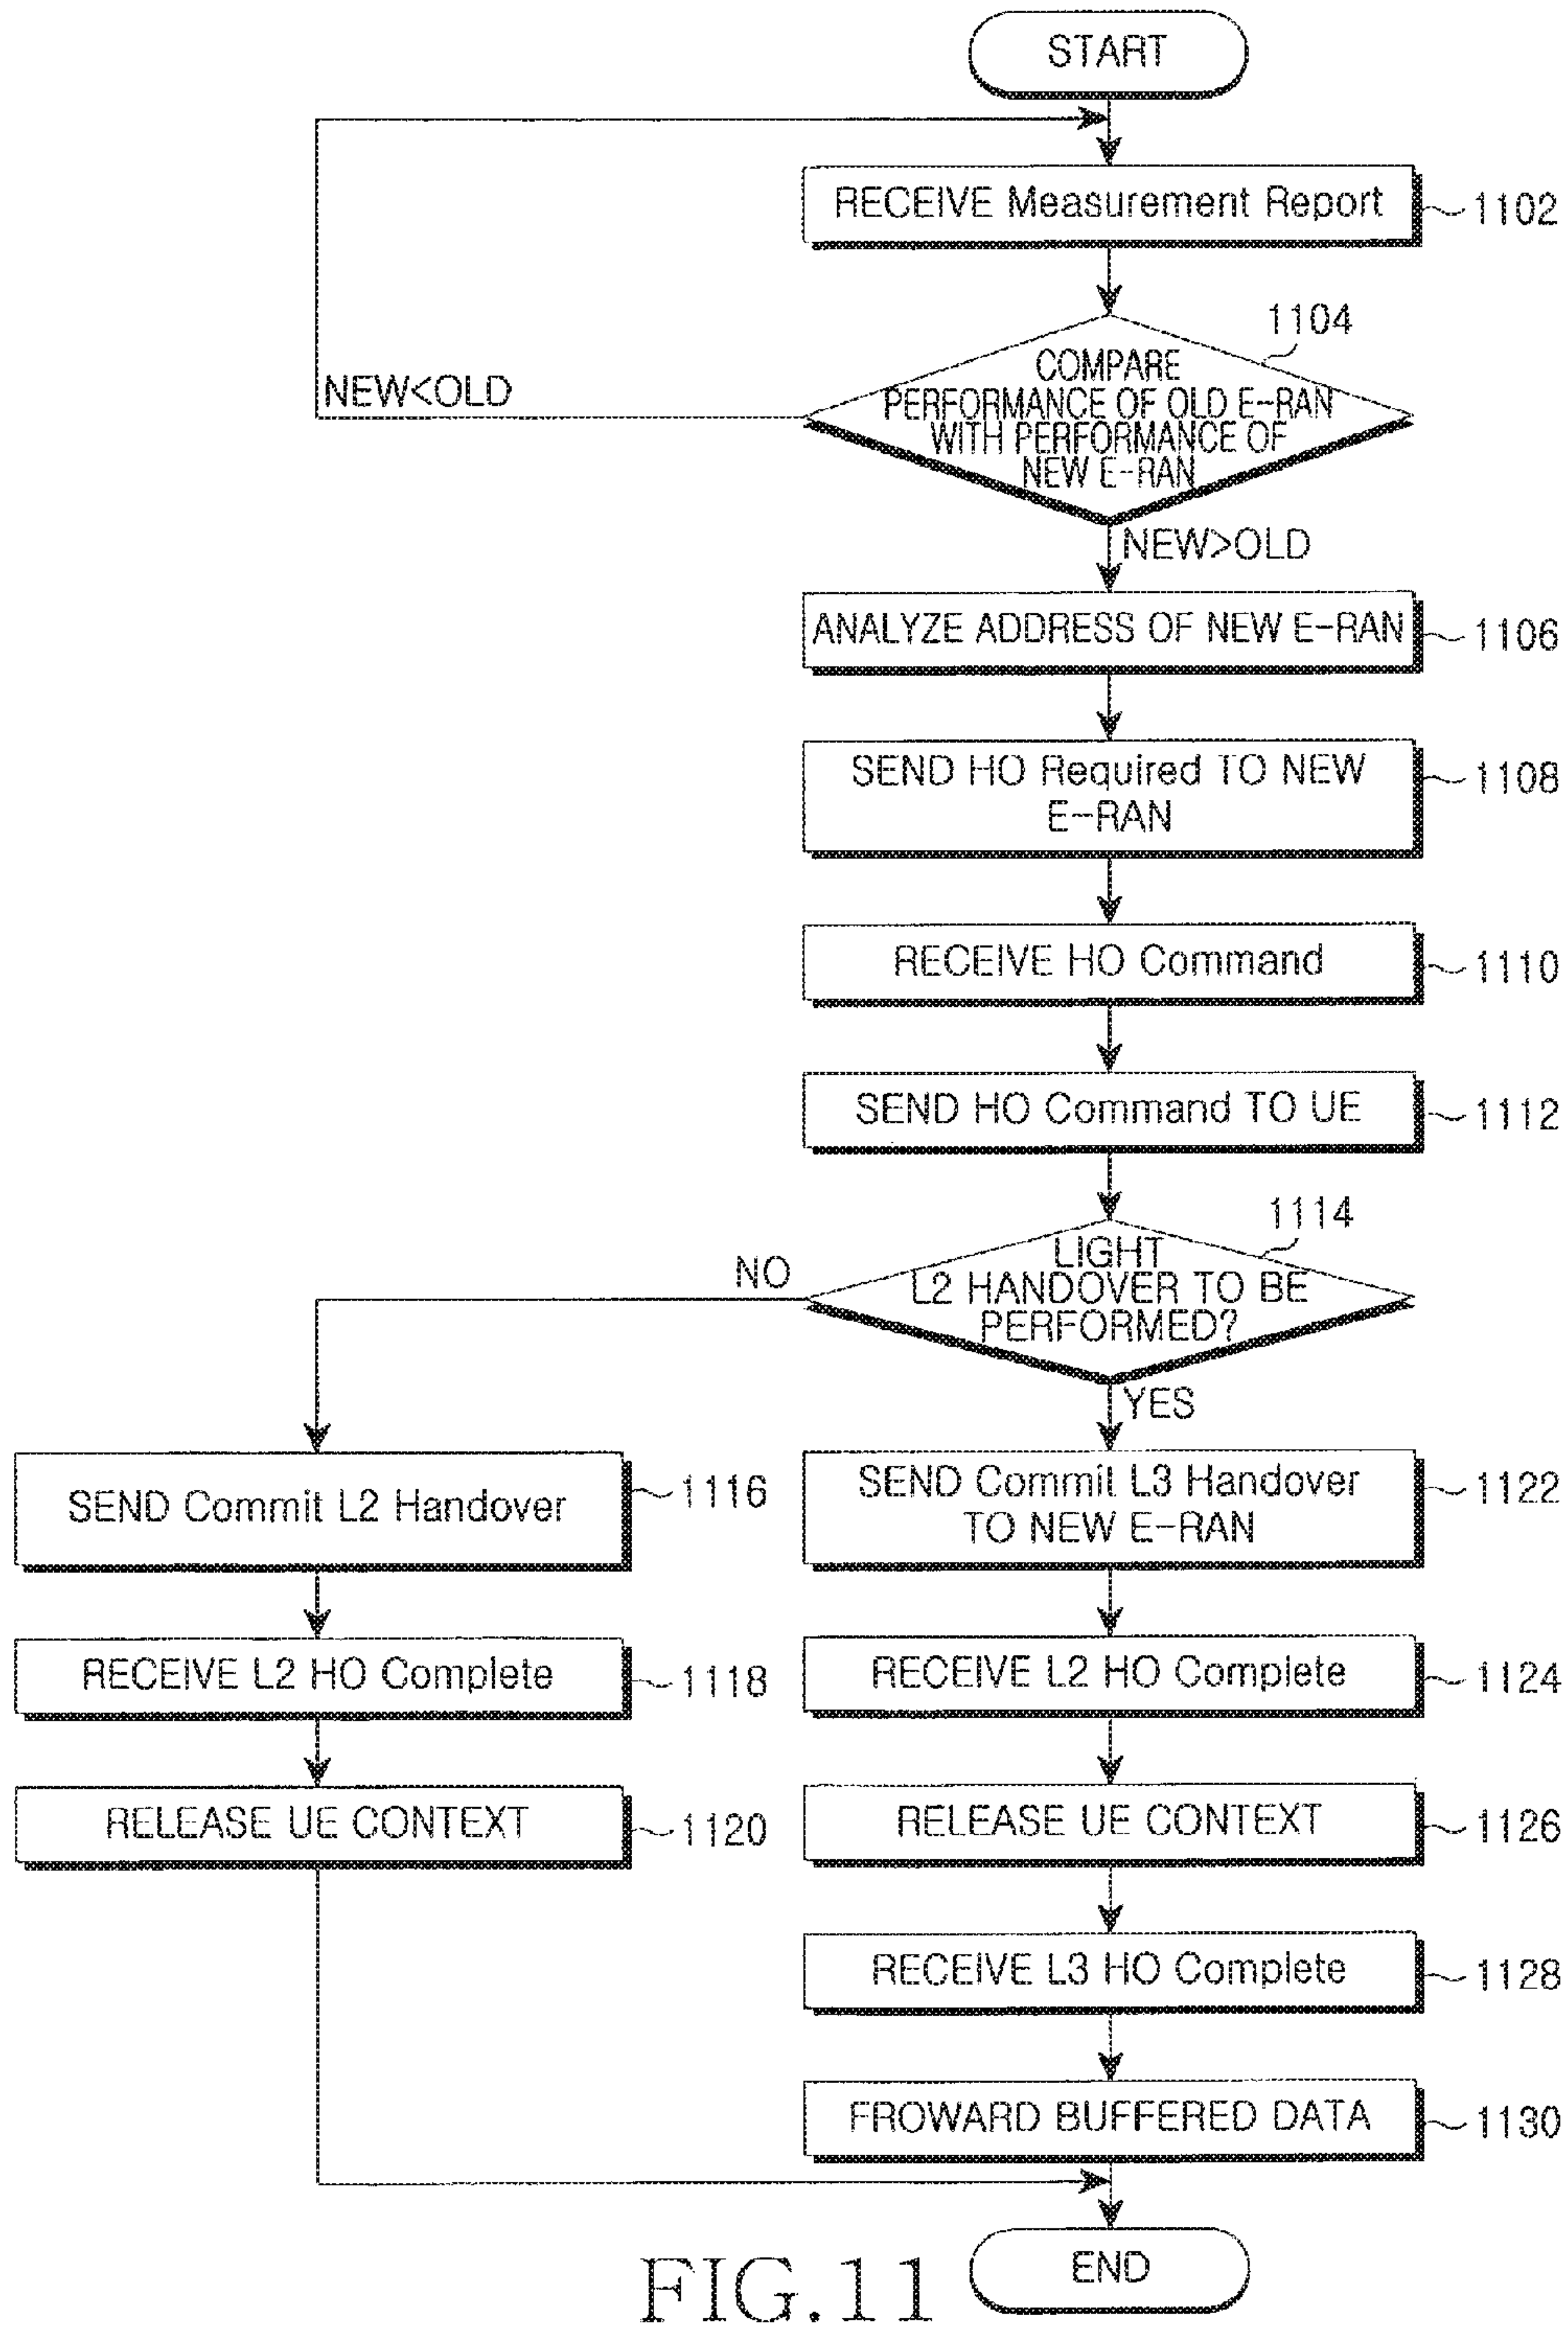 START
RECEIVE Measurement Report
1102
1104
COMPARE
PERFORMANCE OF OLD E-RAN
WITH PERFORMANCE OF
NEW E-RAN
NEW<OLD
NEW>OLD
ANALYZE ADDRESS OF NEW E-RAN
1106
SEND HO Required TO NEW
E-RAN
1108
RECEIVE HO Command
1110
SEND HO Command TO UE
1112
1114
LIGHT
L2 HANDOVER TO BE
PERFORMED?
NO
YES
SEND Commit L2 Handover
1116
SEND Commit L3 Handover
TO NEW E-RAN
1122
RECEIVE L2 HO Complete
1118
RECEIVE L2 HO Complete
1124
RELEASE UE CONTEXT
1120
RELEASE UE CONTEXT
1126
RECEIVE L3 HO Complete
1128
FROWARD BUFFERED DATA
1130
END
FIG.11